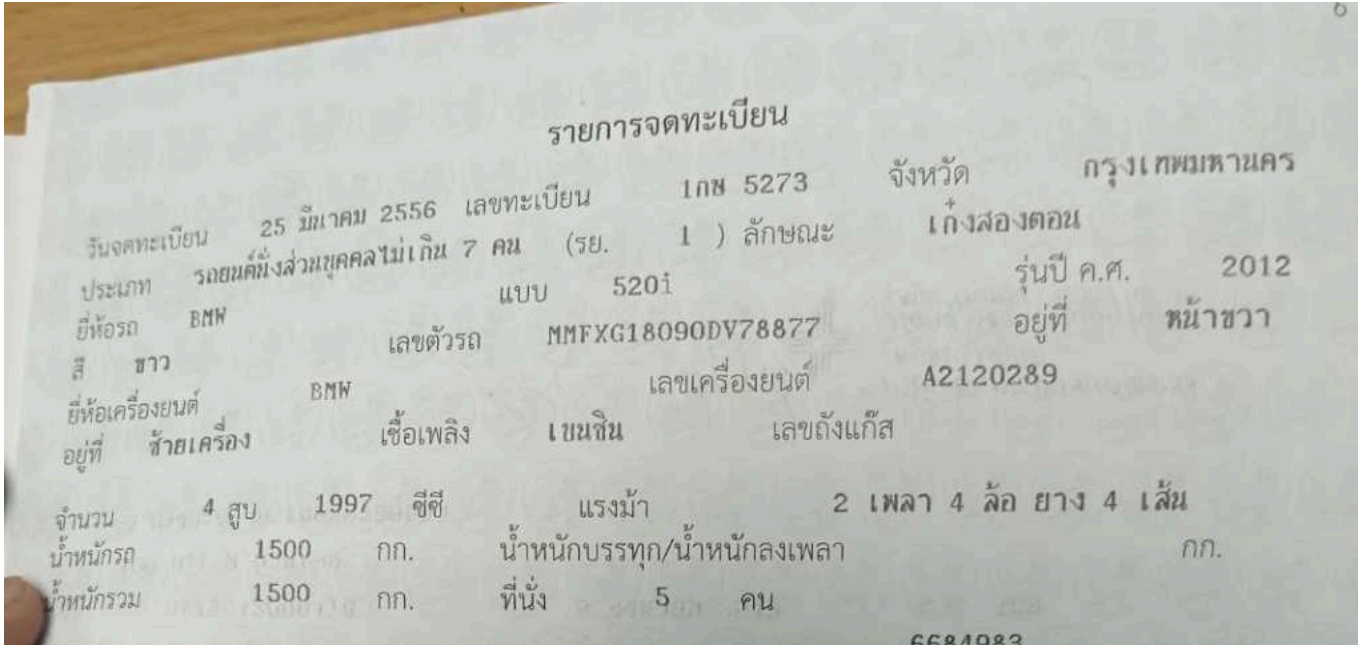 6
รายการจดทะเบียน
วันจดทะเบียน 25 มีนาคม 2556 เลขทะเบียน 1กษ 5273 จังหวัด กรุงเทพมหานคร
ประเภท รถยนต์นั่งส่วนบุคคลไม่เกิน 7 คน (รย. 1 ) ลักษณะ เก๋งสองตอน
ยี่ห้อรถ BMW แบบ 520i รุ่นปี ค.ศ. 2012
สี ขาว เลขตัวรถ MMFXG18090DV78877 อยู่ที่ หน้าขวา
ยี่ห้อเครื่องยนต์ BMW เลขเครื่องยนต์ A2120289
อยู่ที่ ซ้ายเครื่อง เชื้อเพลิง เบนซิน เลขถังแก๊ส
จำนวน 4 สูบ 1997 ซีซี แรงม้า 2 เพลา 4 ล้อ ยาง 4 เส้น
น้ำหนักรถ 1500 กก. น้ำหนักบรรทุก/น้ำหนักลงเพลา กก.
น้ำหนักรวม 1500 กก. ที่นั่ง 5 คน
6684983